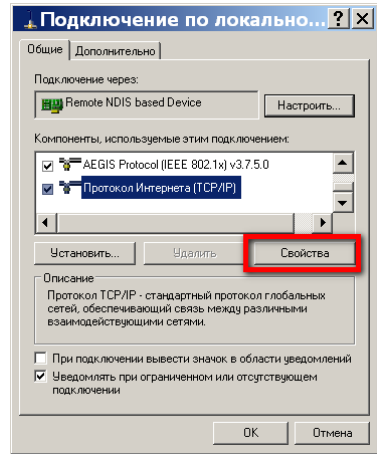 Подключение по локально...
Общие Дополнительно
Подключение через:
Remote NDIS based Device Настроить...
Компоненты, используемые этим подключением:
AEGIS Protocol (IEEE 802.1x) v3.7.5.0
Протокол Интернета (TCP/IP)
Установить... Удалить Свойства
Описание
Протокол TCP/IP - стандартный протокол глобальных
сетей, обеспечивающий связь между различными
взаимодействующими сетями.
При подключении вывести значок в области уведомлений
Уведомлять при ограниченном или отсутствующем
подключении
OK Отмена